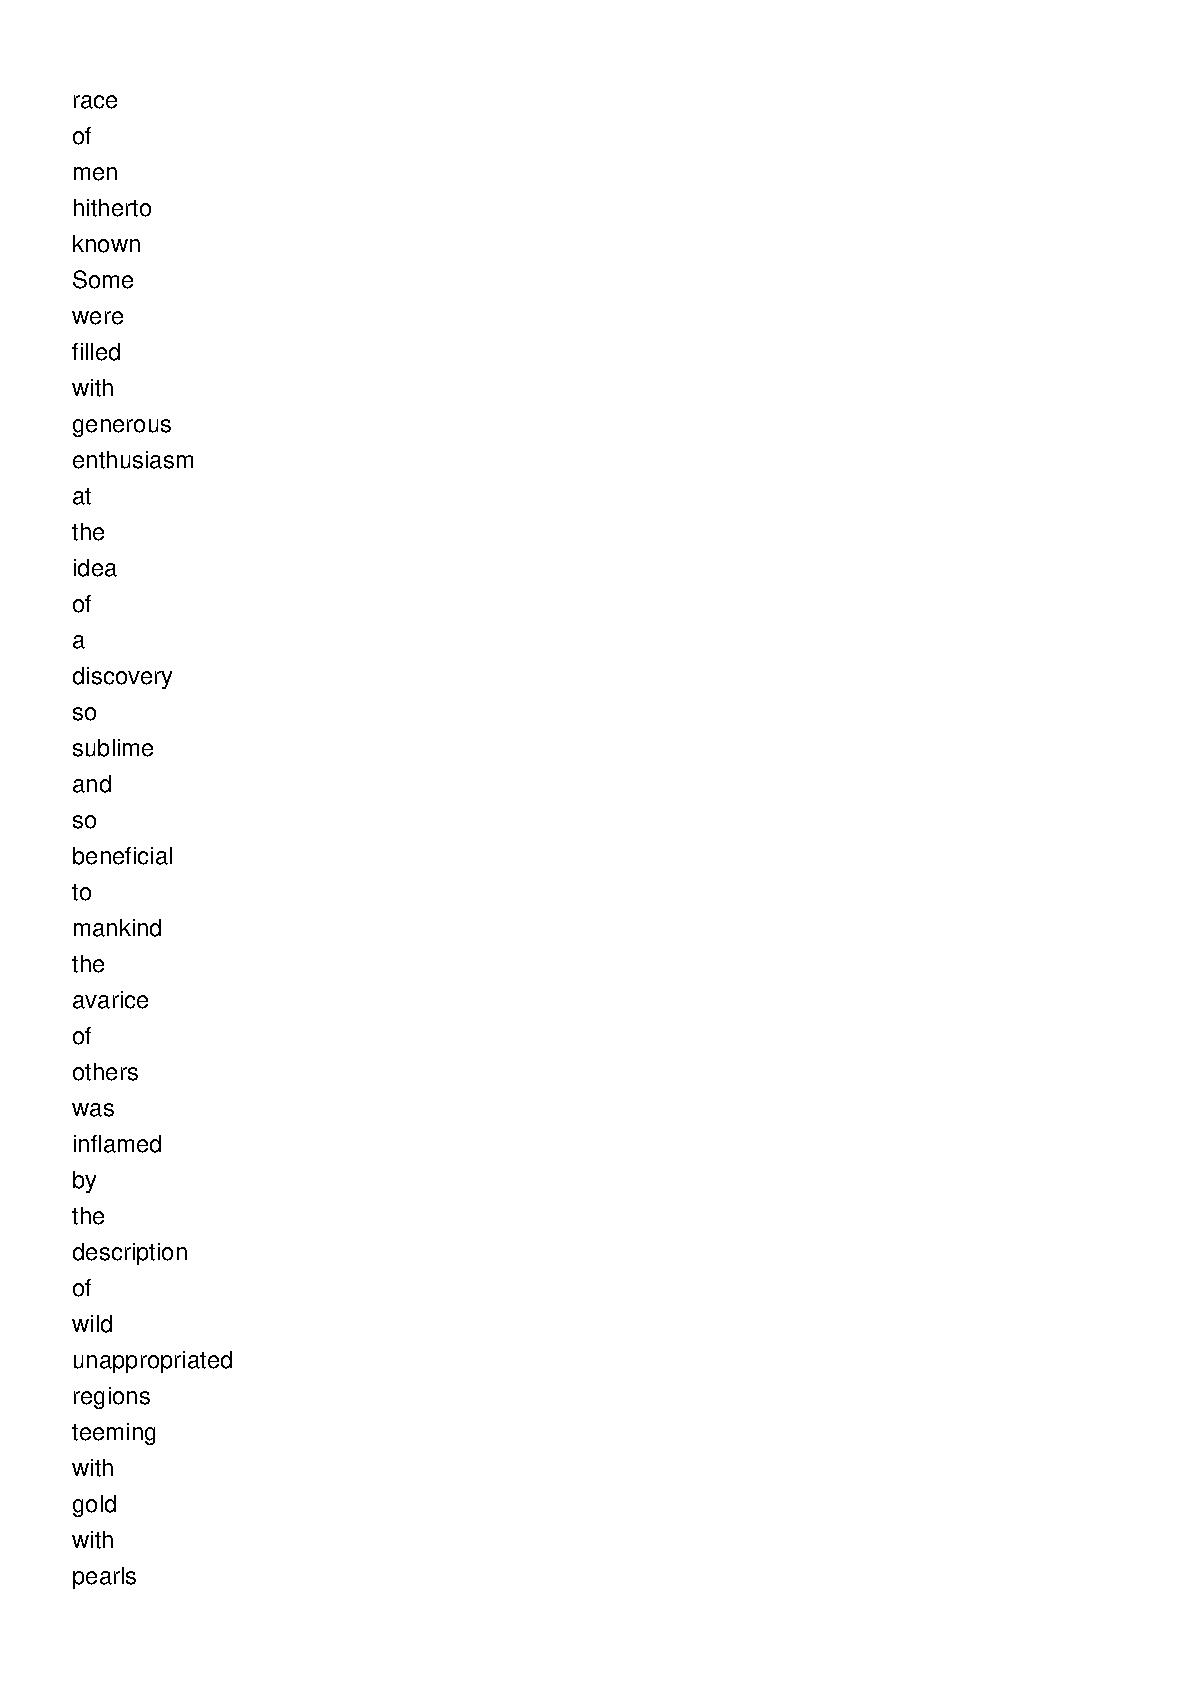 race
of
men
hitherto
known
Some
were
filled
with
generous
enthusiasm
at
the
idea
of
a
discovery
so
sublime
and
so
beneficial
to
mankind
the
avarice
of
others
was
inflamed
by
the
description
of
wild
unappropriated
regions
teeming
with
gold
with
pearls